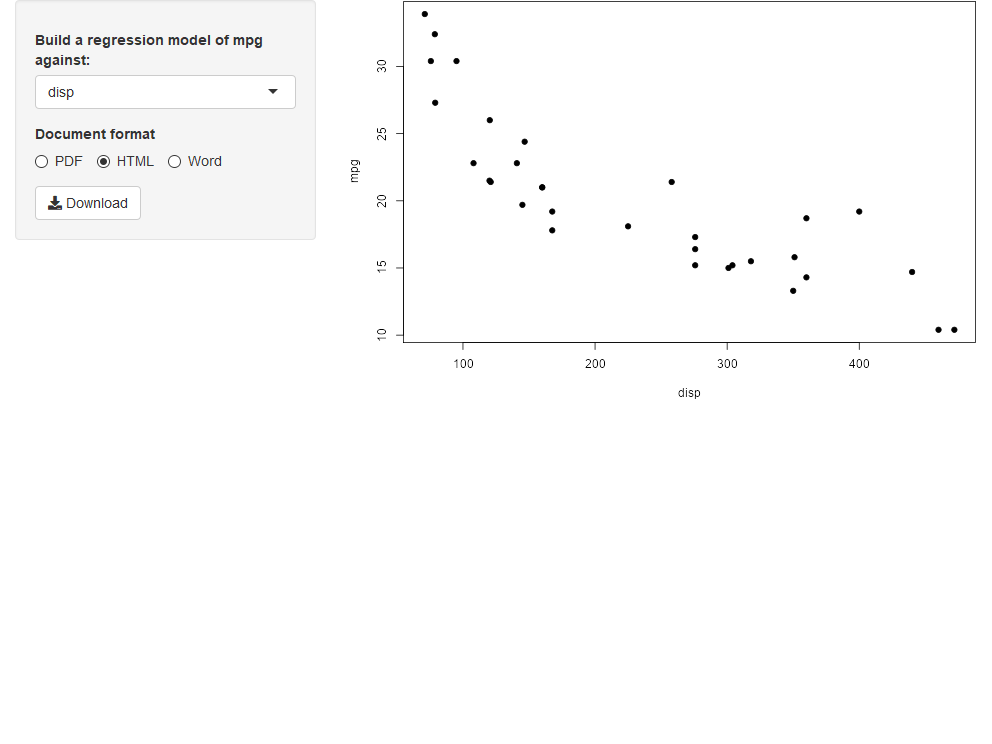 Build a regression model of mpg
against:
disp
Document format
PDF HTML Word
Download
mpg
30
25
20
15
10
100 200 300 400
disp